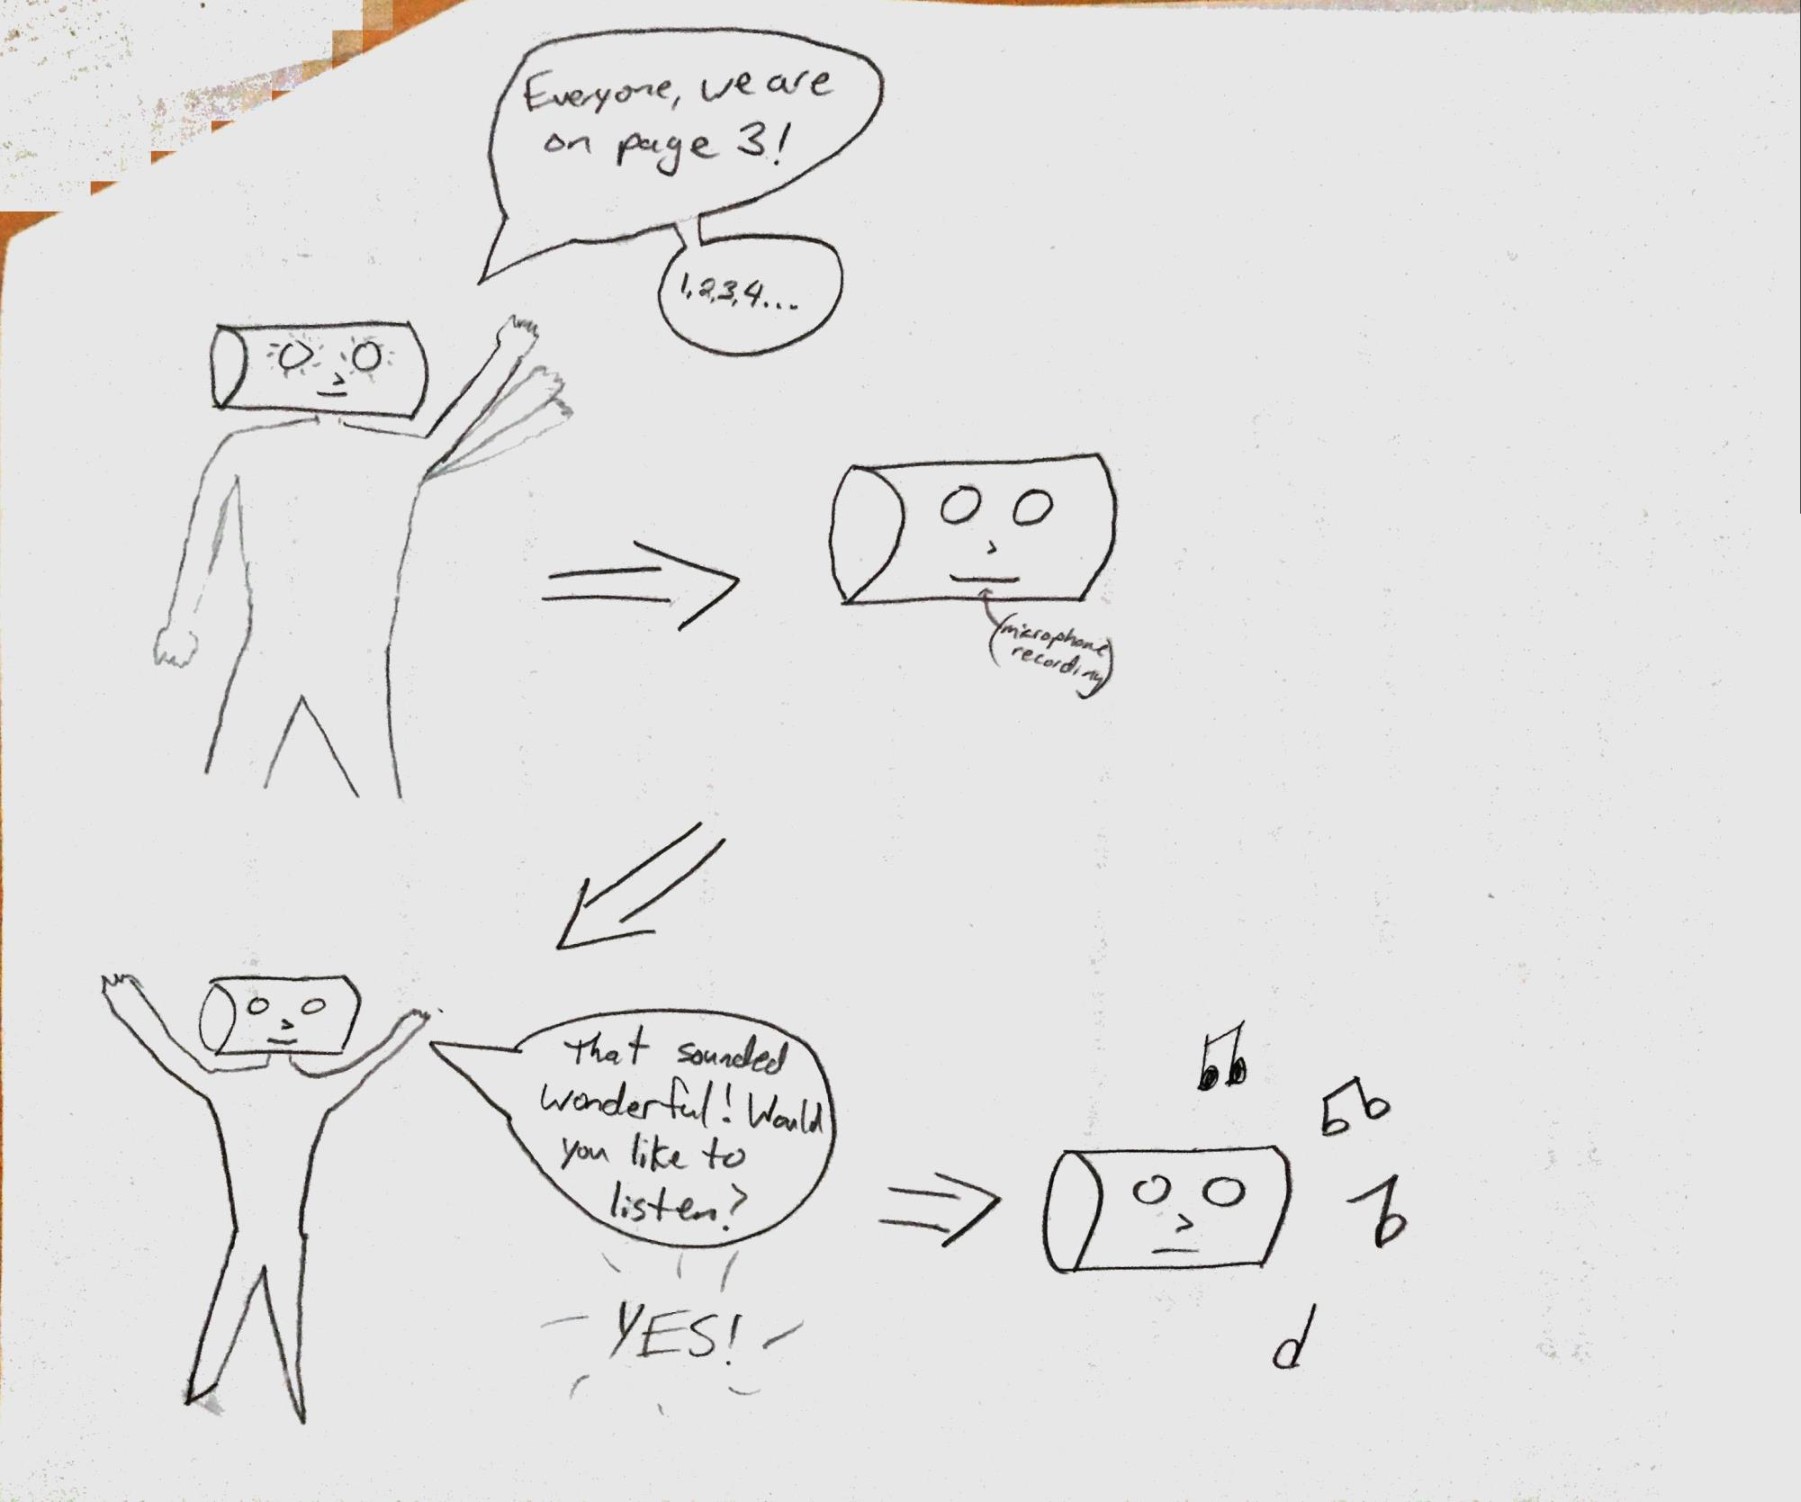 Everyone, we are
on page 3!
1,2,3,4...
(microphone
recording)
That sounded
wonderful! Would
you like to
listen?
YES!